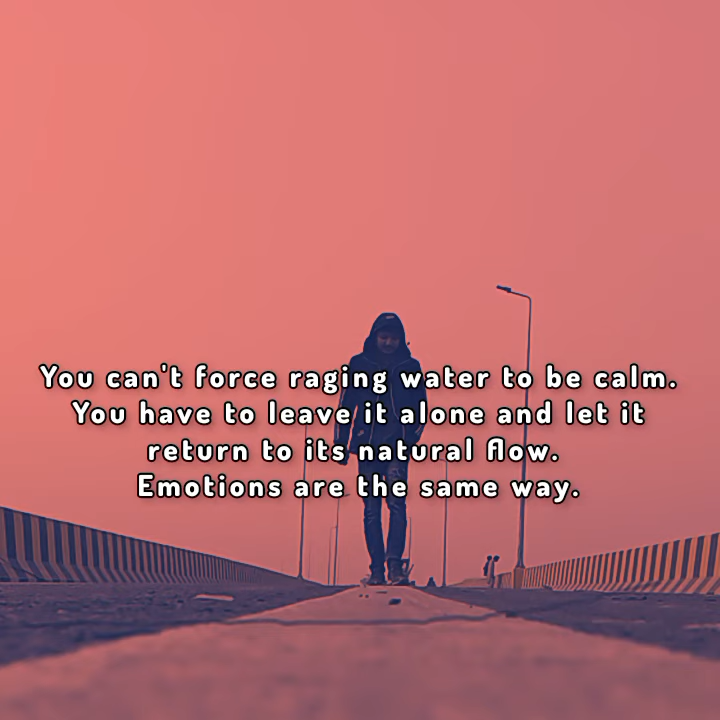 You can't force raging water to be calm.
You have to leave it alone and let it
return to its natural flow.
Emotions are the same way.